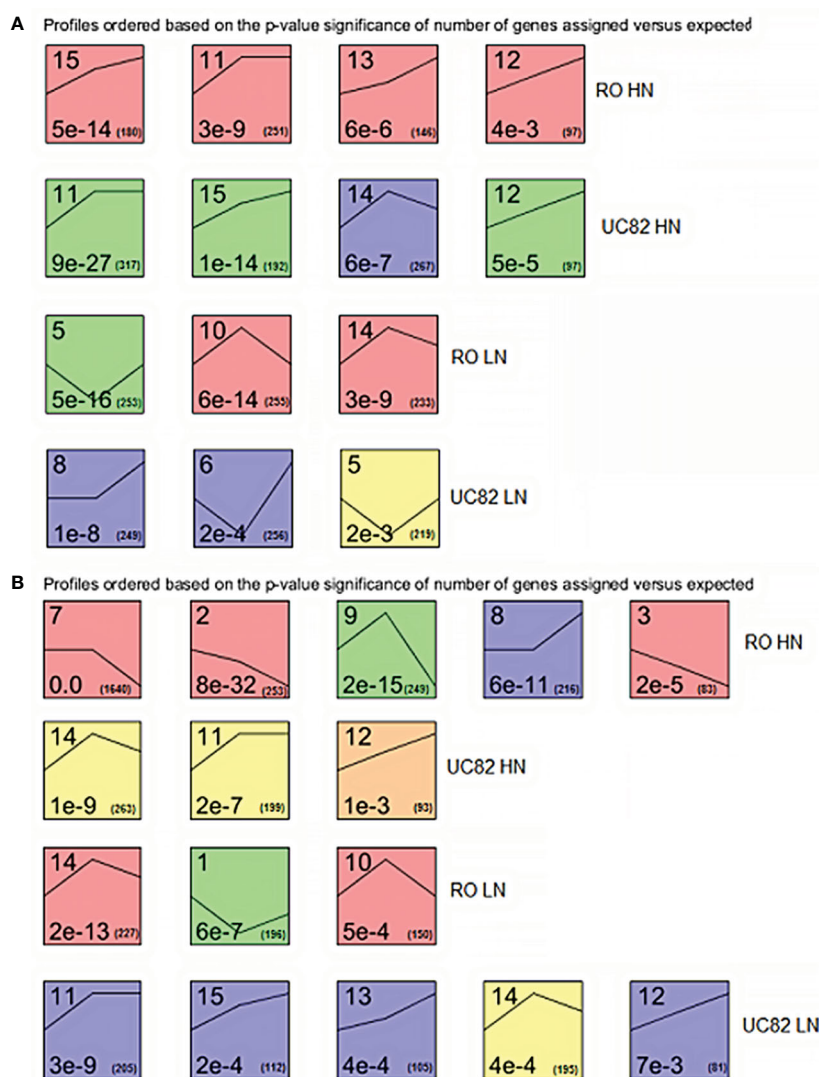 A Profiles ordered based on the p-value significance of number of genes assigned versus expected
15 11 13 12
RO HN
5e-14 (180) 3e-9 (251) 6e-6 (146) 4e-3 (97)
11 15 14 12
UC82 HN
9e-27 (317) 1e-14 (192) 6e-7 (267) 5e-5 (97)
5 10 14
RO LN
5e-16 (253) 6e-14 (255) 3e-9 (233)
8 6 5
UC82 LN
1e-8 (249) 2e-4 (256) 2e-3 (219)
B Profiles ordered based on the p-value significance of number of genes assigned versus expected
7 2 9 8 3
RO HN
0.0 (1640) 8e-32 (253) 2e-15 (249) 6e-11 (216) 2e-5 (83)
14 11 12
UC82 HN
1e-9 (263) 2e-7 (199) 1e-3 (93)
14 1 10
RO LN
2e-13 (227) 6e-7 (196) 5e-4 (150)
11 15 13 14 12
UC82 LN
3e-9 (205) 2e-4 (112) 4e-4 (105) 4e-4 (195) 7e-3 (81)